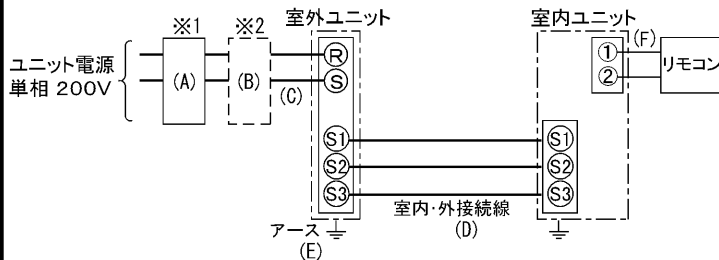 ※1
※2
室外ユニット
室内ユニット
ユニット電源
単相 200V
(A)
(B)
(C)
R
S
①
②
(F)
リモコン
S1
S2
S3
S1
S2
S3
室内・外接続線
(D)
アース
(E)